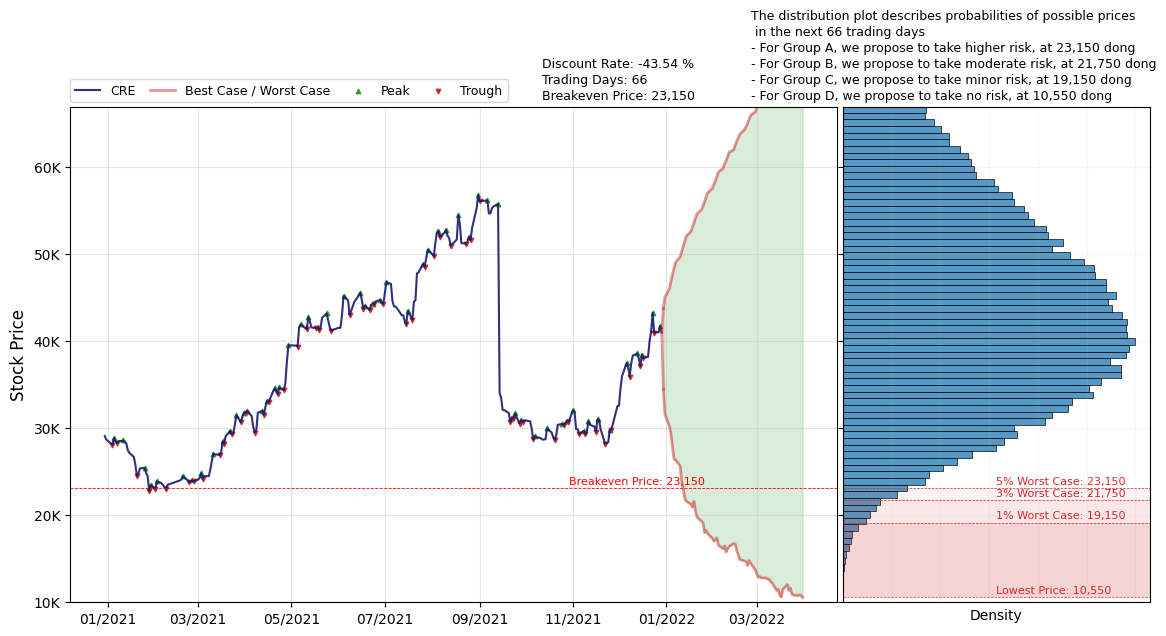 The distribution plot describes probabilities of possible prices
in the next 66 trading days
- For Group A, we propose to take higher risk, at 23,150 dong
- For Group B, we propose to take moderate risk, at 21,750 dong
- For Group C, we propose to take minor risk, at 19,150 dong
- For Group D, we propose to take no risk, at 10,550 dong
Discount Rate: -43.54 %
Trading Days: 66
Breakeven Price: 23,150
CRE
Best Case / Worst Case
Peak
Trough
Stock Price
60K
50K
40K
30K
20K
10K
Breakeven Price: 23,150
5% Worst Case: 23,150
3% Worst Case: 21,750
1% Worst Case: 19,150
Lowest Price: 10,550
01/2021
03/2021
05/2021
07/2021
09/2021
11/2021
01/2022
03/2022
Density